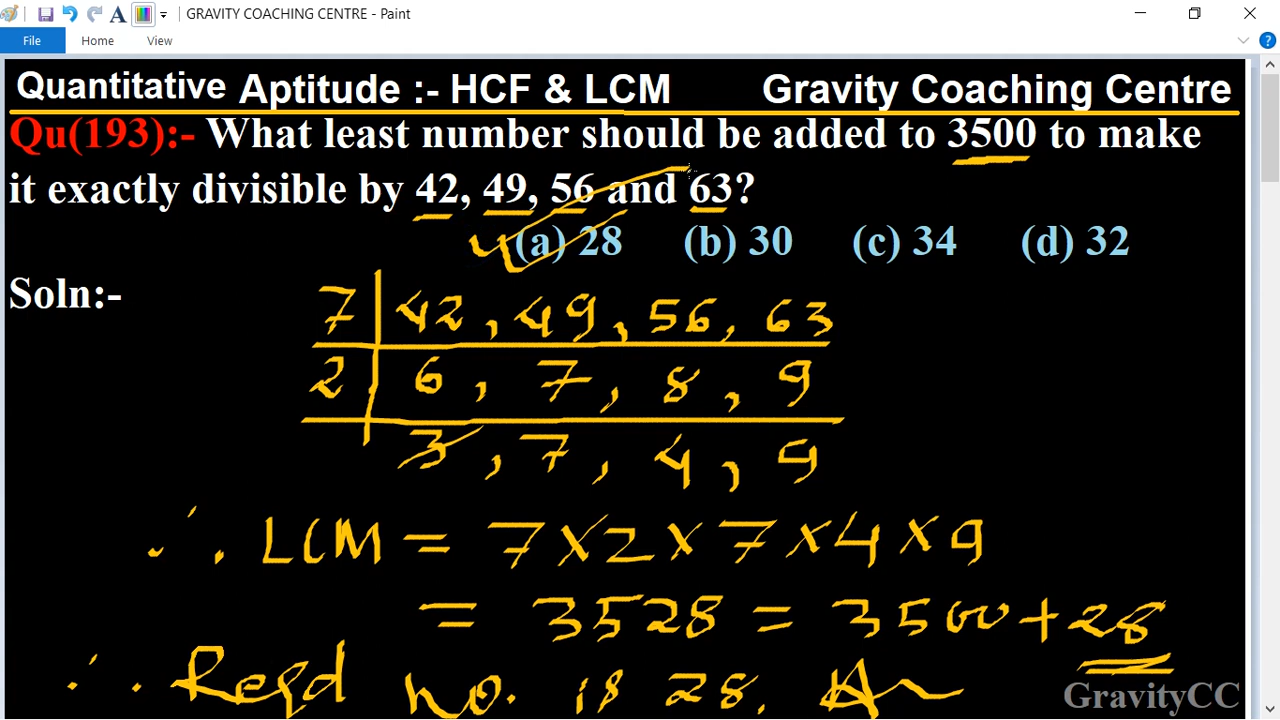 GRAVITY COACHING CENTRE - Paint
File Home View
Quantitative Aptitude :- HCF & LCM Gravity Coaching Centre
Qu(193):- What least number should be added to 3500 to make
it exactly divisible by 42, 49, 56 and 63?
(a) 28 (b) 30 (c) 34 (d) 32
Soln:-
7 | 42, 49, 56, 63
2 | 6, 7, 8, 9
3, 7, 4, 9
∴ LCM = 7×2×7×4×9
= 3528 = 3500+28
∴ Reqd no. is 28. An
GravityCC